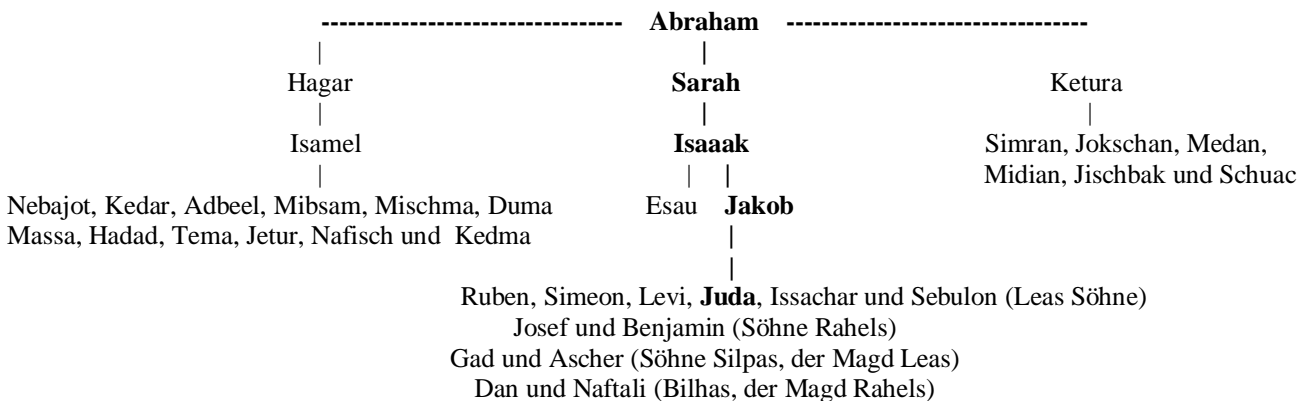 --------------------------------- Abraham ---------------------------------
| |
Hagar Sarah Ketura
| | |
Isamel Isaaak Simran, Jokschan, Medan,
| | | Midian, Jischbak und Schuac
Nebajot, Kedar, Adbeel, Mibsam, Mischma, Duma Esau Jakob
Massa, Hadad, Tema, Jetur, Nafisch und Kedma |
|
Ruben, Simeon, Levi, Juda, Issachar und Sebulon (Leas Söhne)
Josef und Benjamin (Söhne Rahels)
Gad und Ascher (Söhne Silpas, der Magd Leas)
Dan und Naftali (Bilhas, der Magd Rahels)